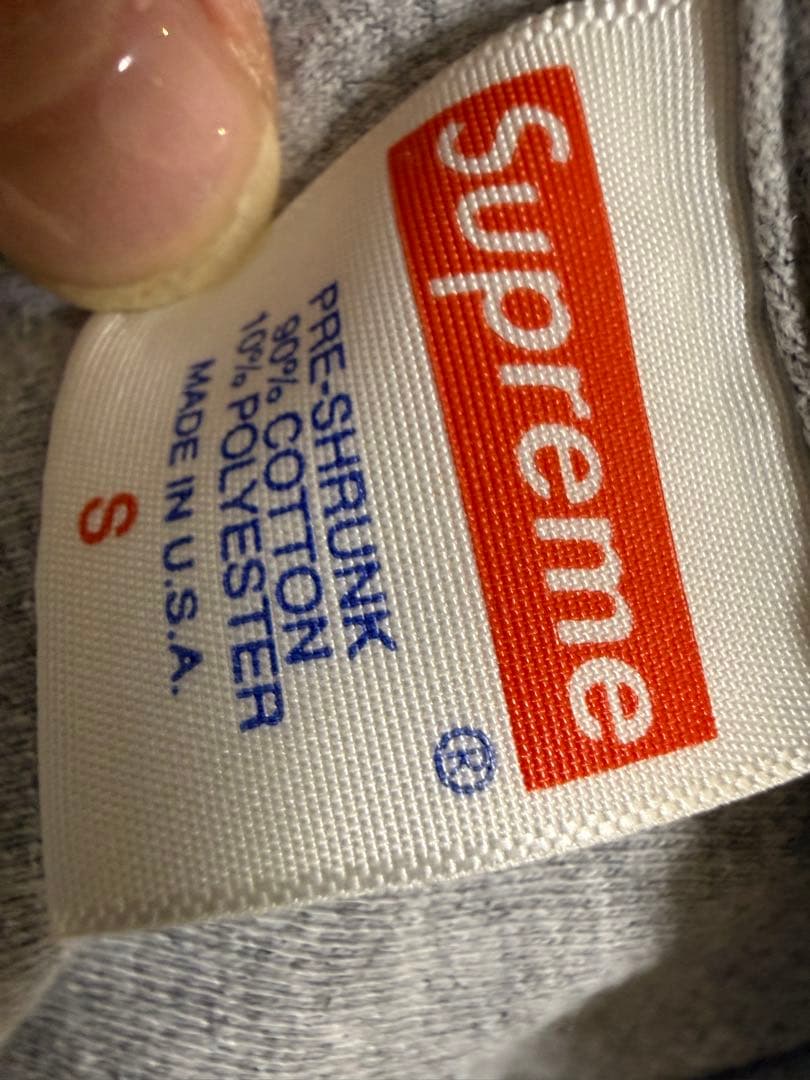 Supreme
®
PRE-SHRUNK
90% COTTON
10% POLYESTER
MADE IN U.S.A.
S